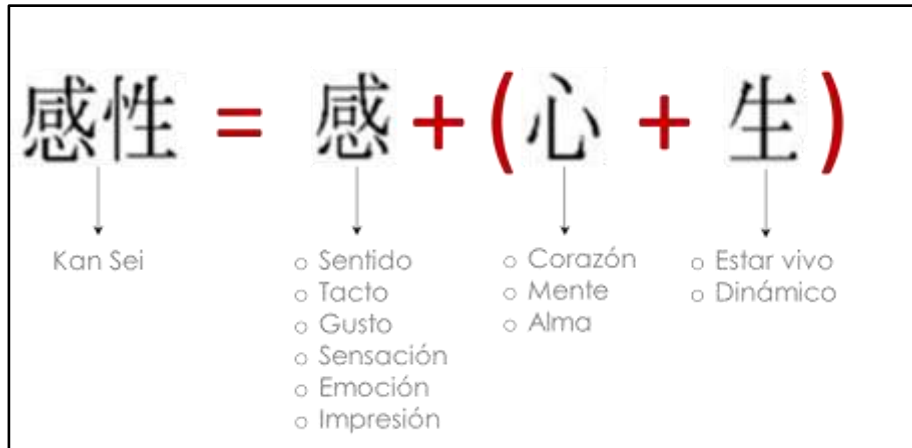 感性 = 感 + ( 心 + 生 )
Kan Sei
○ Sentido
○ Tacto
○ Gusto
○ Sensación
○ Emoción
○ Impresión
○ Corazón
○ Mente
○ Alma
○ Estar vivo
○ Dinámico